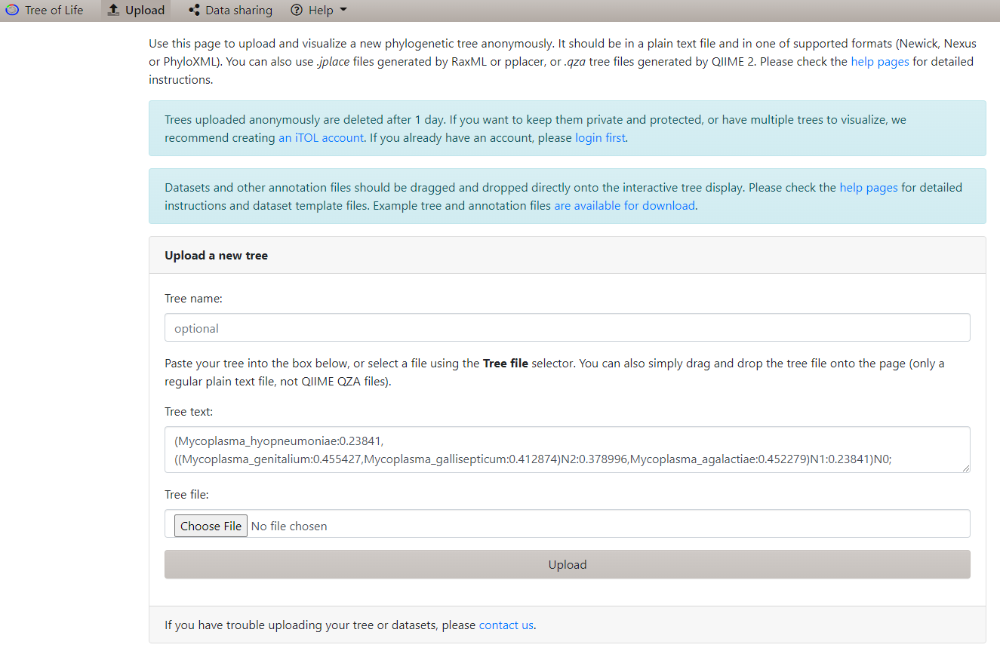 Tree of Life Upload Data sharing Help
Use this page to upload and visualize a new phylogenetic tree anonymously. It should be in a plain text file and in one of supported formats (Newick, Nexus
or PhyloXML). You can also use .jplace files generated by RaxML or pplacer, or .qza tree files generated by QIIME 2. Please check the help pages for detailed
instructions.
Trees uploaded anonymously are deleted after 1 day. If you want to keep them private and protected, or have multiple trees to visualize, we
recommend creating an iTOL account. If you already have an account, please login first.
Datasets and other annotation files should be dragged and dropped directly onto the interactive tree display. Please check the help pages for detailed
instructions and dataset template files. Example tree and annotation files are available for download.
Upload a new tree
Tree name:
optional
Paste your tree into the box below, or select a file using the Tree file selector. You can also simply drag and drop the tree file onto the page (only a
regular plain text file, not QIIME QZA files).
Tree text:
(Mycoplasma_hyopneumoniae:0.23841,
((Mycoplasma_genitalium:0.455427,Mycoplasma_gallisepticum:0.412874)N2:0.378996,Mycoplasma_agalactiae:0.452279)N1:0.23841)N0;
Tree file:
Choose File No file chosen
Upload
If you have trouble uploading your tree or datasets, please contact us.